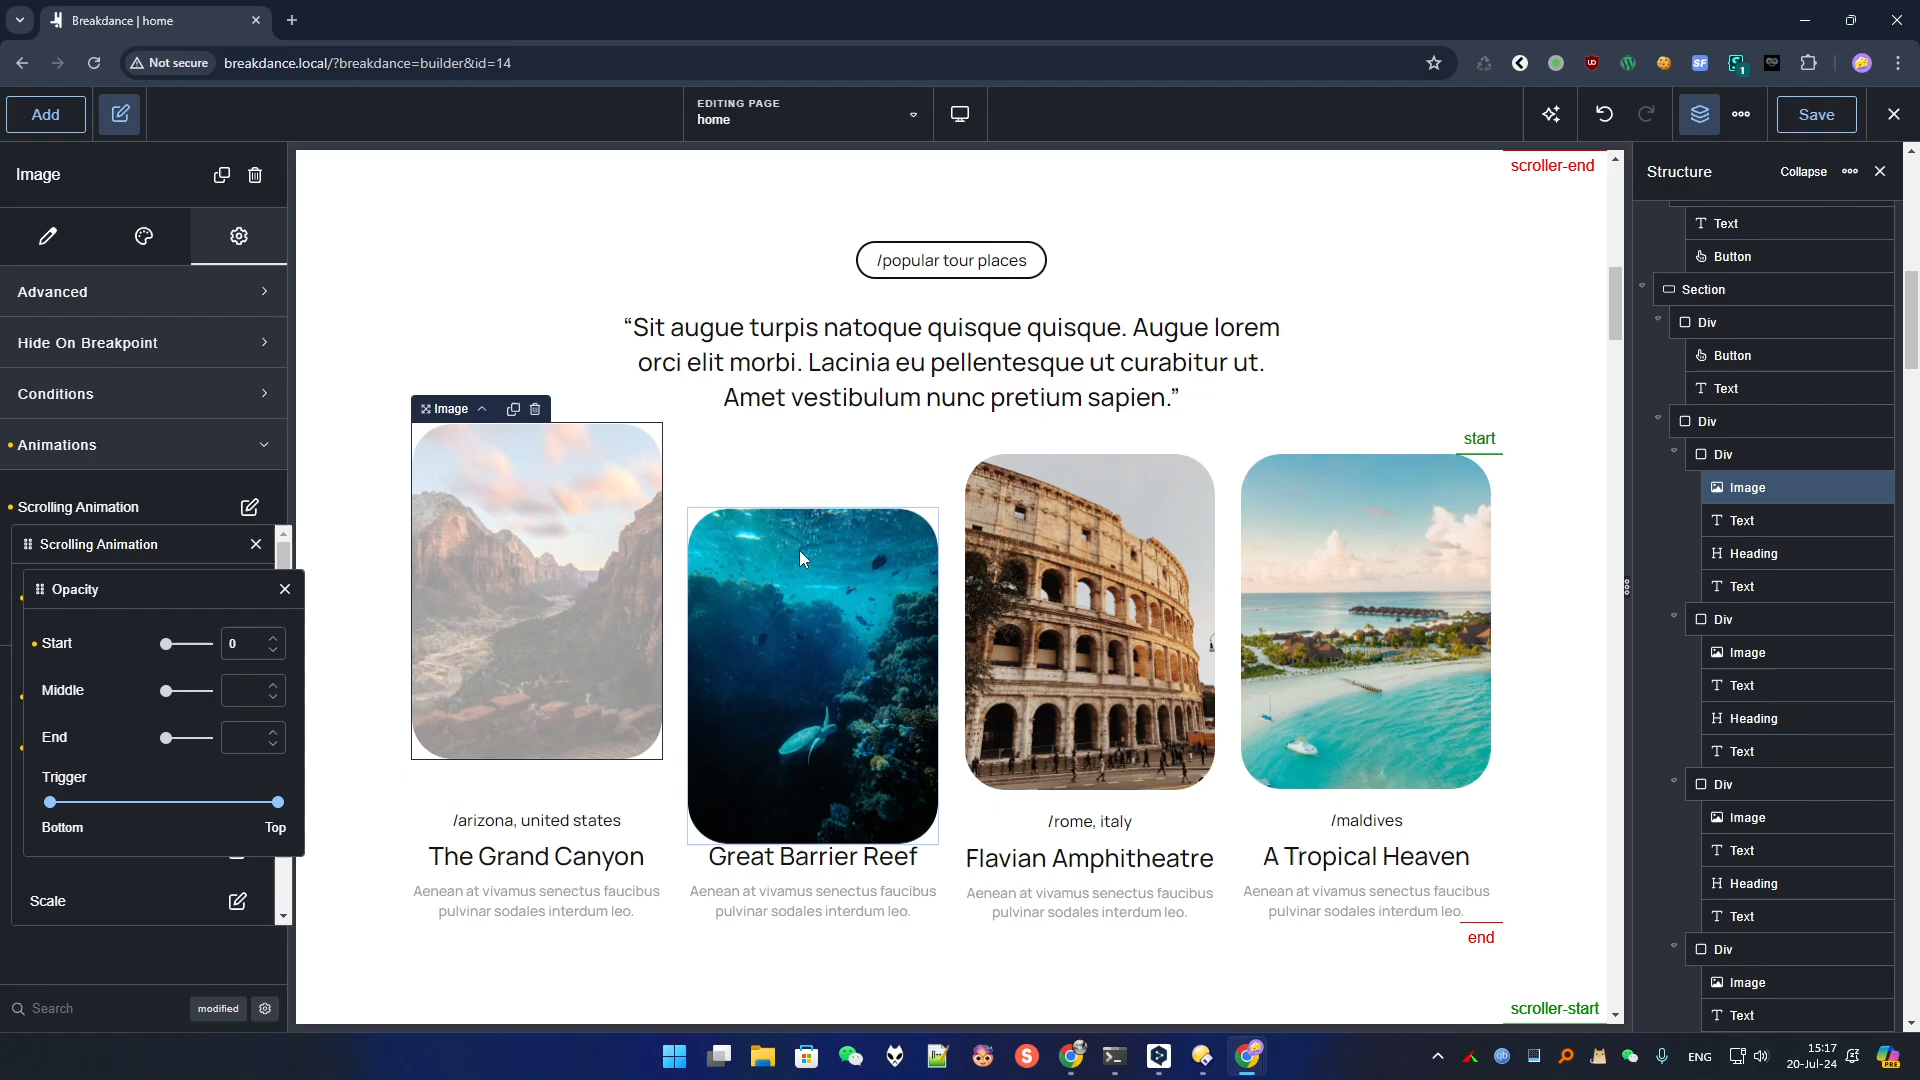 Breakdance | home
Not secure
breakdance.local/?breakdance=builder&id=14
Add
EDITING PAGE
home
Save
Image
Advanced
Hide On Breakpoint
Conditions
Animations
Scrolling Animation
Scrolling Animation
Opacity
Start
0
Middle
End
Trigger
Bottom
Top
Scale
Search
modified
scroller-end
/popular tour places
“Sit augue turpis natoque quisque quisque. Augue lorem
orci elit morbi. Lacinia eu pellentesque ut curabitur ut.
Amet vestibulum nunc pretium sapien.”
Image
start
/arizona, united states
The Grand Canyon
Aenean at vivamus senectus faucibus
pulvinar sodales interdum leo.
Great Barrier Reef
Aenean at vivamus senectus faucibus
pulvinar sodales interdum leo.
/rome, italy
Flavian Amphitheatre
Aenean at vivamus senectus faucibus
pulvinar sodales interdum leo.
/maldives
A Tropical Heaven
Aenean at vivamus senectus faucibus
pulvinar sodales interdum leo.
end
scroller-start
Structure
Collapse
Text
Button
Section
Div
Button
Text
Div
Div
Image
Text
Heading
Text
Div
Image
Text
Heading
Text
Div
Image
Text
Heading
Text
Div
Image
Text
ENG
15:17
20-Jul-24